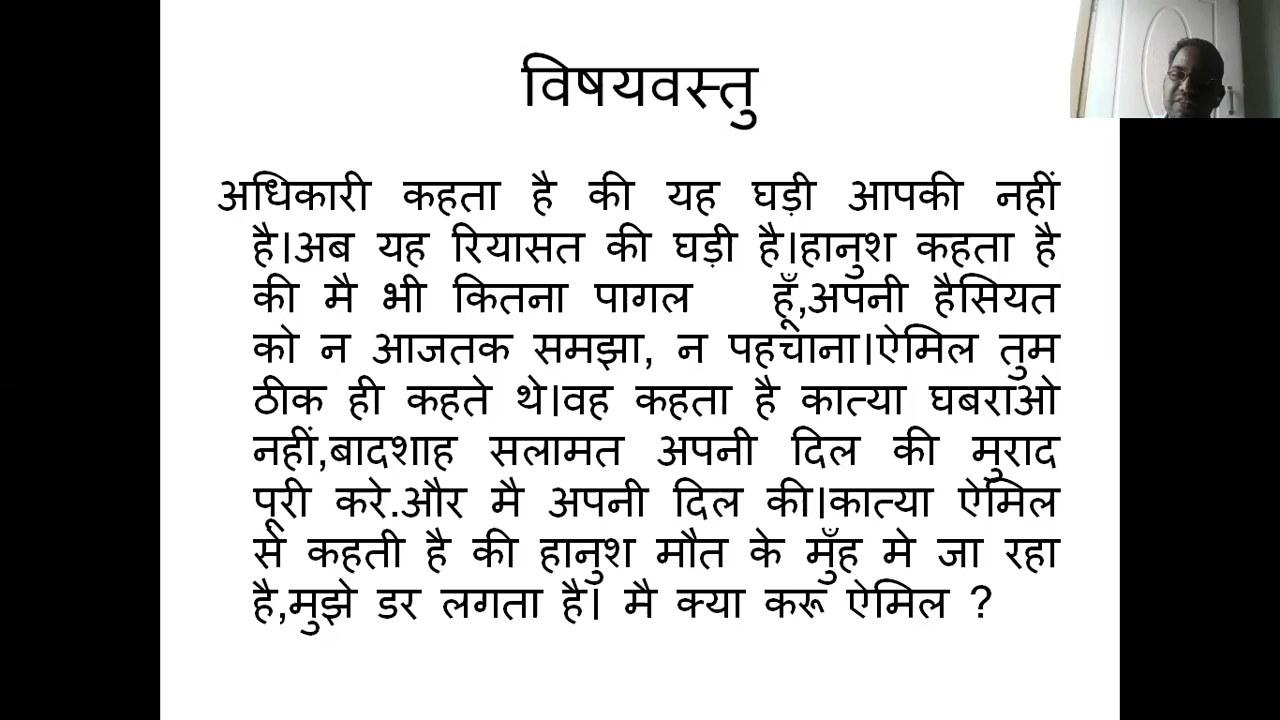 विषयवस्तु
अधिकारी कहता है की यह घड़ी आपकी नहीं
है।अब यह रियासत की घड़ी है।हानुश कहता है
की मै भी कितना पागल हूँ,अपनी हैसियत
को न आजतक समझा, न पहचाना।ऐमिल तुम
ठीक ही कहते थे।वह कहता है कात्या घबराओ
नहीं,बादशाह सलामत अपनी दिल की मुराद
पूरी करे.और मै अपनी दिल की।कात्या ऐमिल
से कहती है की हानुश मौत के मुँह मे जा रहा
है,मुझे डर लगता है। मै क्या करू ऐमिल ?